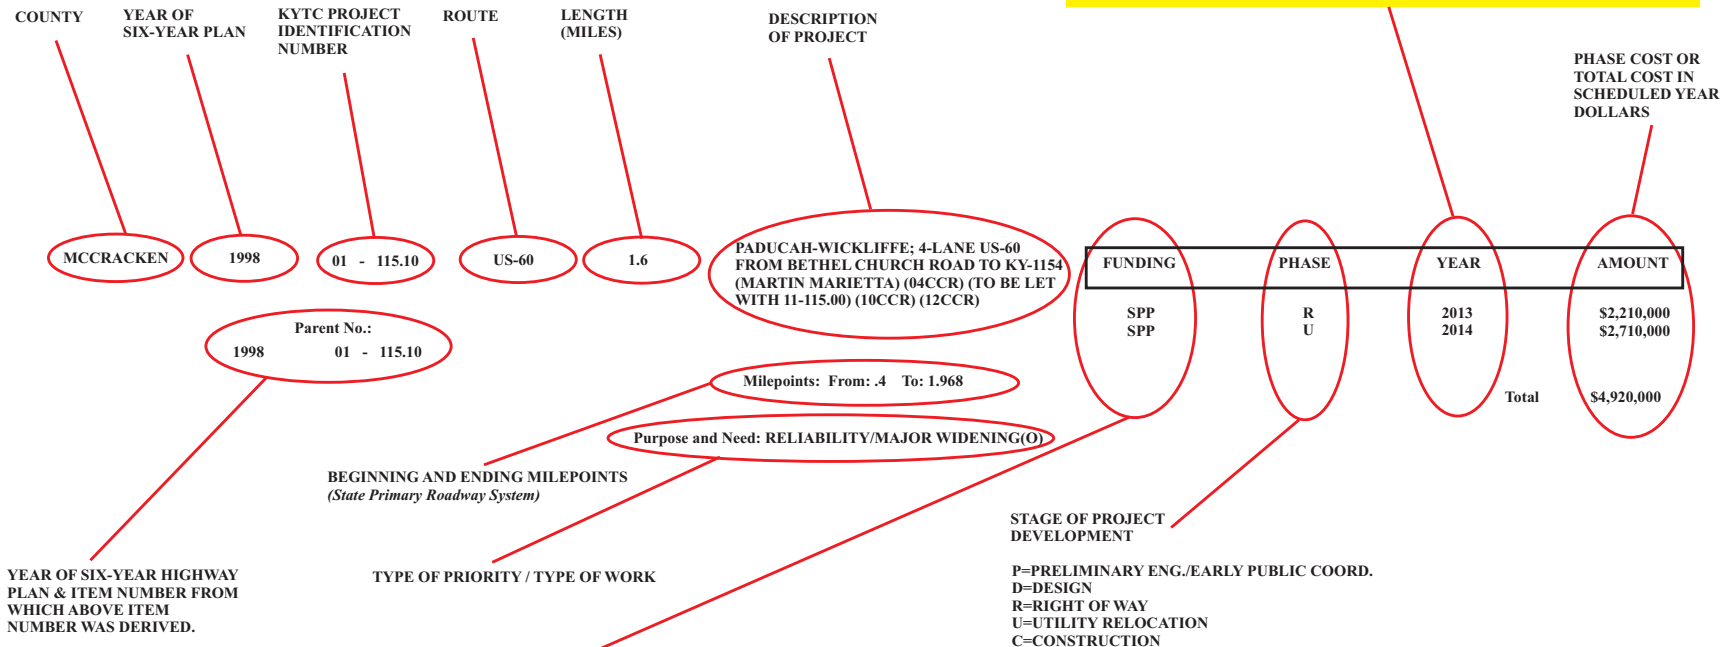 COUNTY
YEAR OF
SIX-YEAR PLAN
KYTC PROJECT
IDENTIFICATION
NUMBER
ROUTE
LENGTH
(MILES)
DESCRIPTION
OF PROJECT
PHASE COST OR
TOTAL COST IN
SCHEDULED YEAR
DOLLARS
MCCRACKEN
1998
01 - 115.10
US-60
1.6
PADUCAH-WICKLIFFE; 4-LANE US-60
FROM BETHEL CHURCH ROAD TO KY-1154
(MARTIN MARIETTA) (04CCR) (TO BE LET
WITH 11-115.00) (10CCR) (12CCR)
FUNDING PHASE YEAR AMOUNT
SPP R 2013 $2,210,000
SPP U 2014 $2,710,000
Total $4,920,000
Parent No.:
1998 01 - 115.10
Milepoints: From: .4 To: 1.968
Purpose and Need: RELIABILITY/MAJOR WIDENING(O)
BEGINNING AND ENDING MILEPOINTS
(State Primary Roadway System)
STAGE OF PROJECT
DEVELOPMENT
P=PRELIMINARY ENG./EARLY PUBLIC COORD.
D=DESIGN
R=RIGHT OF WAY
U=UTILITY RELOCATION
C=CONSTRUCTION
YEAR OF SIX-YEAR HIGHWAY
PLAN & ITEM NUMBER FROM
WHICH ABOVE ITEM
NUMBER WAS DERIVED.
TYPE OF PRIORITY / TYPE OF WORK